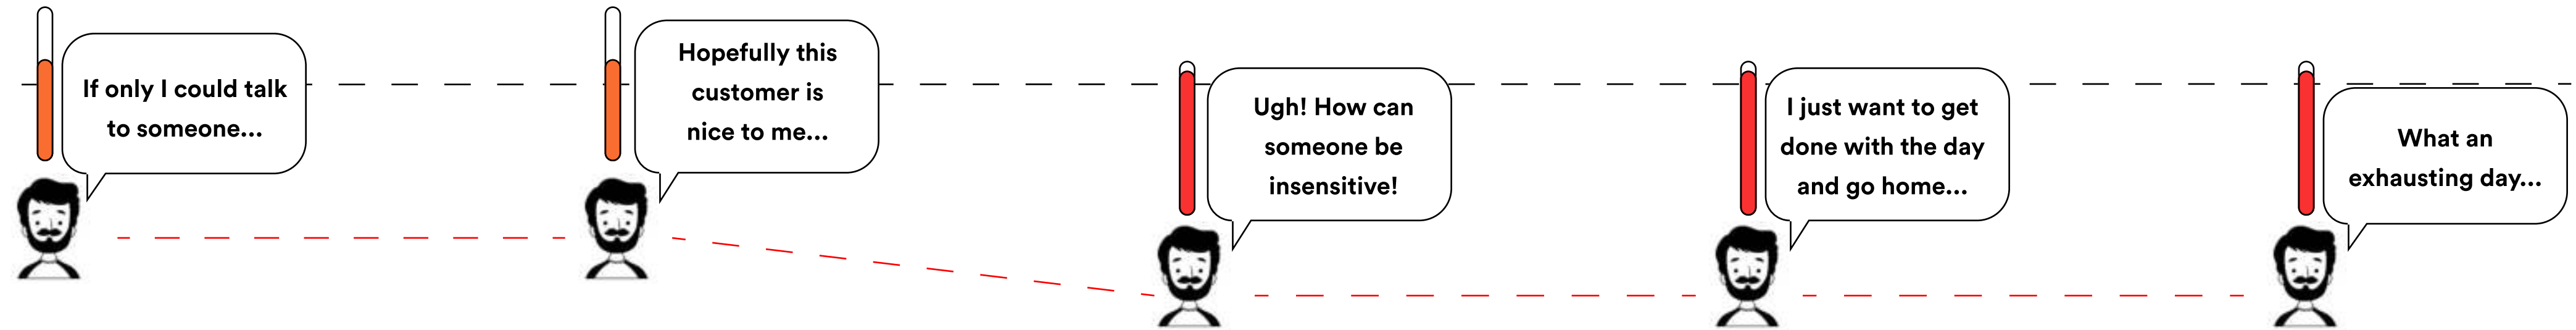 If only I could talk
to someone...
Hopefully this
customer is
nice to me...
Ugh! How can
someone be
insensitive!
I just want to get
done with the day
and go home...
What an
exhausting day...